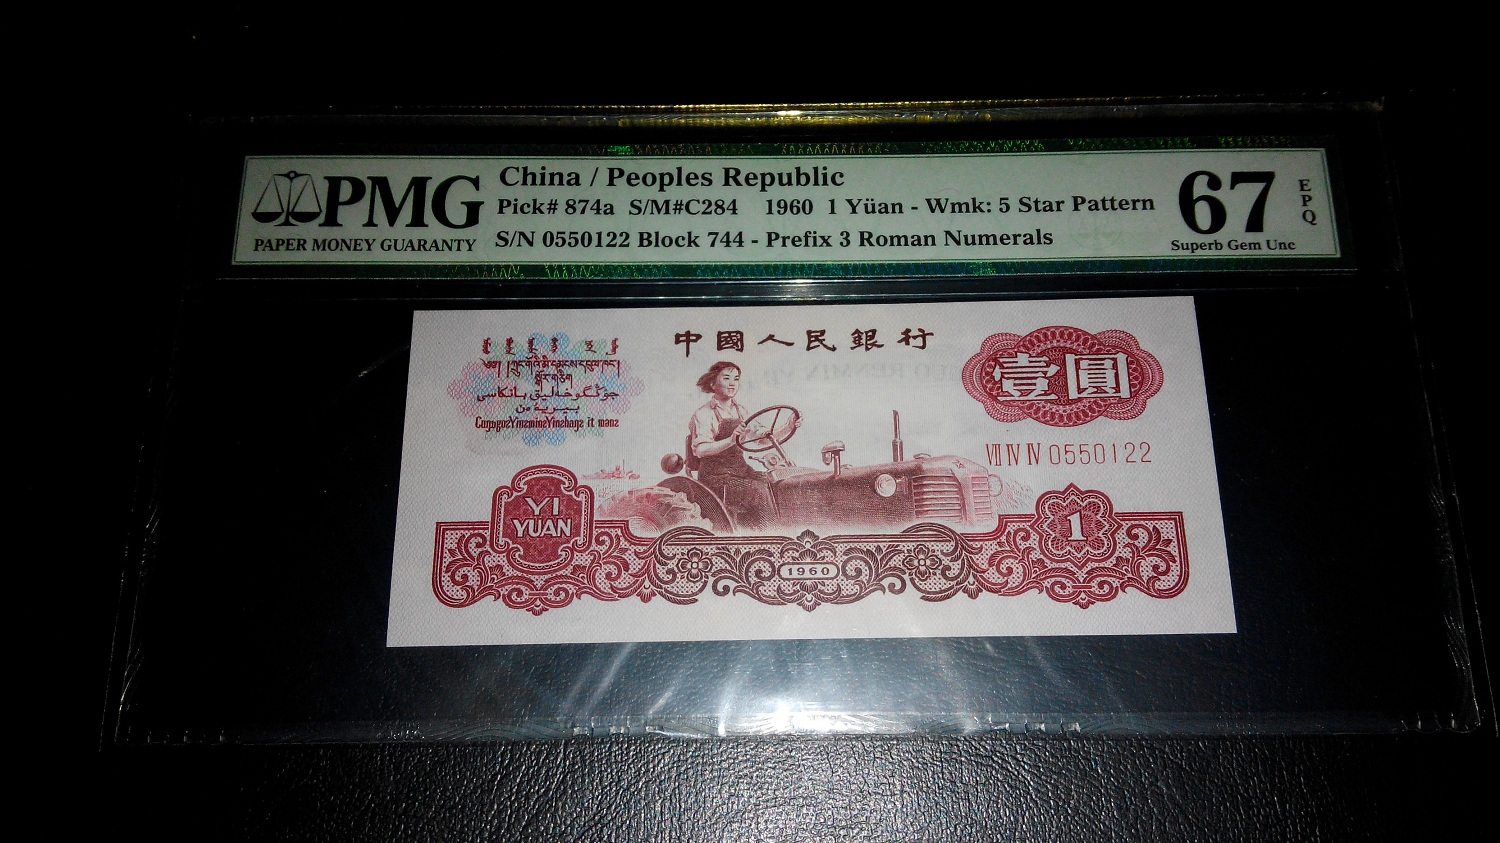 PMG
PAPER MONEY GUARANTY
China / Peoples Republic
Pick# 874a S/M#C284 1960 1 Yüan - Wmk: 5 Star Pattern
S/N 0550122 Block 744 - Prefix 3 Roman Numerals
67
EPQ
Superb Gem Unc
中國人民銀行
壹圓
VII IV IV 0550122
YI
YUAN
1
1960